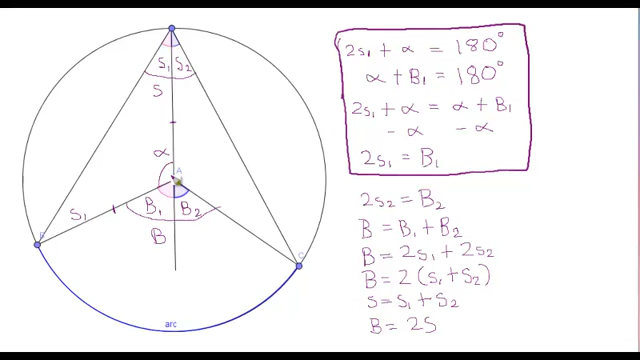 S₁ S₂
S
α
A
S₁
B₁ B₂
B
C
arc
2s₁ + α = 180°
α + B₁ = 180°
2s₁ + α = α + B₁
- α - α
2s₁ = B₁
2s₂ = B₂
B = B₁ + B₂
B = 2s₁ + 2s₂
B = 2 (s₁ + s₂)
s = s₁ + s₂
B = 2S